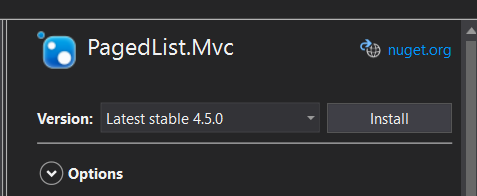 PagedList.Mvc
nuget.org
Version: Latest stable 4.5.0 Install
Options